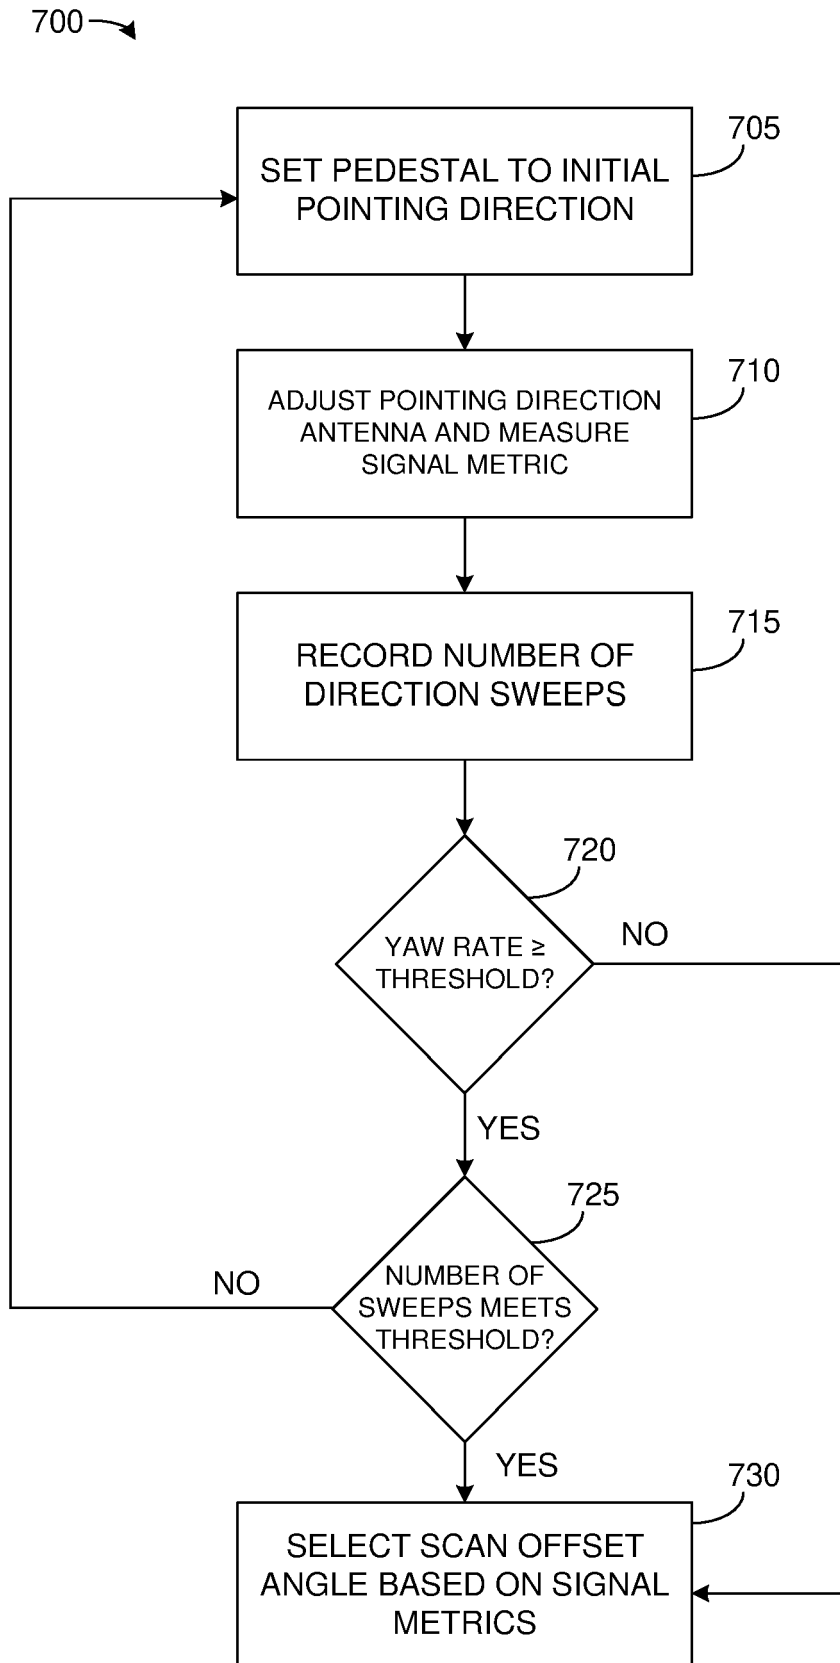 700
705
SET PEDESTAL TO INITIAL
POINTING DIRECTION
710
ADJUST POINTING DIRECTION
ANTENNA AND MEASURE
SIGNAL METRIC
715
RECORD NUMBER OF
DIRECTION SWEEPS
720
YAW RATE ≥
THRESHOLD?
NO
YES
725
NUMBER OF
SWEEPS MEETS
THRESHOLD?
NO
YES
730
SELECT SCAN OFFSET
ANGLE BASED ON SIGNAL
METRICS